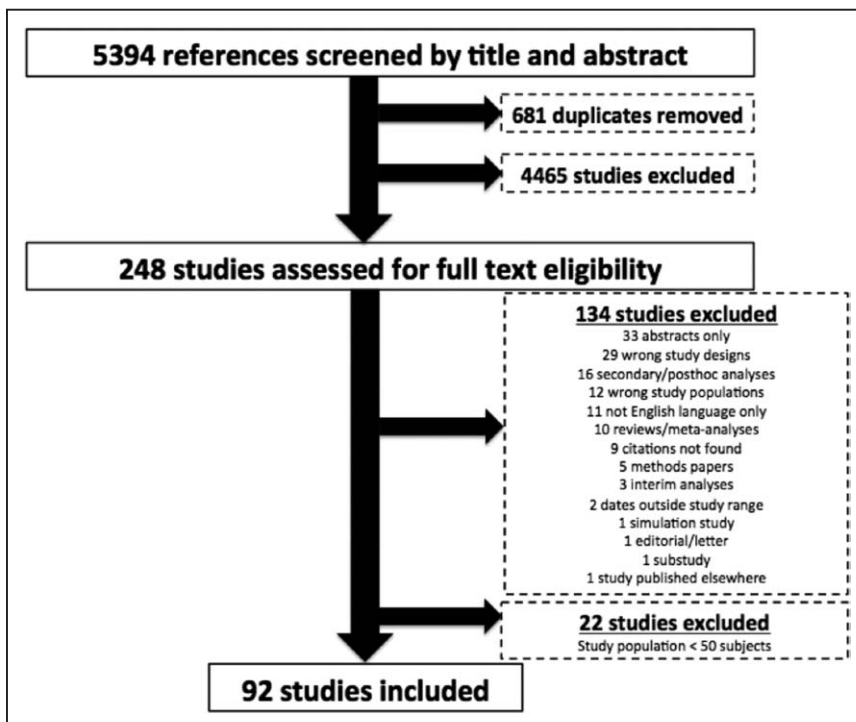 5394 references screened by title and abstract
681 duplicates removed
4465 studies excluded
248 studies assessed for full text eligibility
134 studies excluded
33 abstracts only
29 wrong study designs
16 secondary/posthoc analyses
12 wrong study populations
11 not English language only
10 reviews/meta-analyses
9 citations not found
5 methods papers
3 interim analyses
2 dates outside study range
1 simulation study
1 editorial/letter
1 substudy
1 study published elsewhere
22 studies excluded
Study population < 50 subjects
92 studies included